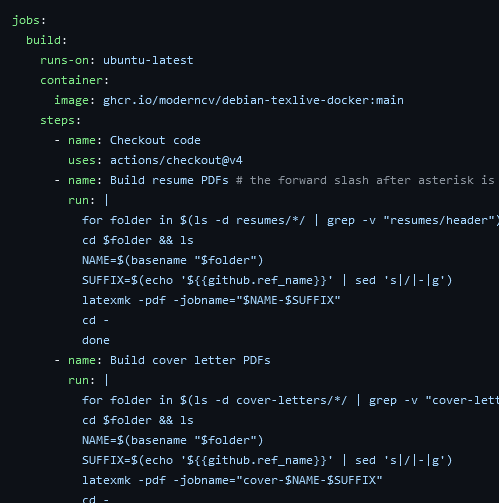 jobs:
  build:
    runs-on: ubuntu-latest
    container:
      image: ghcr.io/moderncv/debian-texlive-docker:main
    steps:
      - name: Checkout code
        uses: actions/checkout@v4
      - name: Build resume PDFs # the forward slash after asterisk is
        run: |
          for folder in $(ls -d resumes/*/ | grep -v "resumes/header")
          cd $folder && ls
          NAME=$(basename "$folder")
          SUFFIX=$(echo '${{github.ref_name}}' | sed 's|/|-|g')
          latexmk -pdf -jobname="$NAME-$SUFFIX"
          cd -
          done
      - name: Build cover letter PDFs
        run: |
          for folder in $(ls -d cover-letters/*/ | grep -v "cover-lett
          cd $folder && ls
          NAME=$(basename "$folder")
          SUFFIX=$(echo '${{github.ref_name}}' | sed 's|/|-|g')
          latexmk -pdf -jobname="cover-$NAME-$SUFFIX"
          cd -